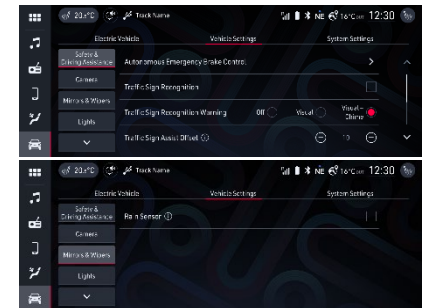 20.5°C Track Name NE 16°C 12:30
Electric Vehicle Vehicle Settings System Settings
Safety &
Driving Assistance
Autonomous Emergency Brake Control
Camera
Traffic Sign Recognition
Mirrors & Wipers
Traffic Sign Recognition Warning Off Visual Visual +
Chime
Lights
Traffic Sign Assist Offset 10
20.5°C Track Name NE 16°C 12:30
Electric Vehicle Vehicle Settings System Settings
Safety &
Driving Assistance
Rain Sensor
Camera
Mirrors & Wipers
Lights